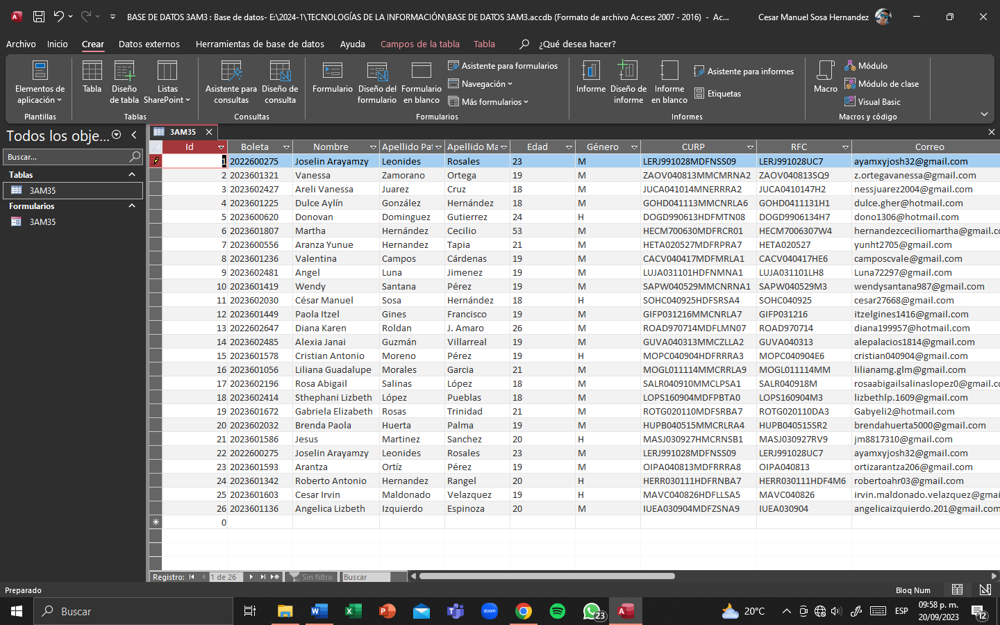 BASE DE DATOS 3AM3 : Base de datos- E:\2024-1\TECNOLOGÍAS DE LA INFORMACIÓN\BASE DE DATOS 3AM3.accdb (Formato de archivo Access 2007 - 2016) - Ac... Cesar Manuel Sosa Hernandez
Archivo Inicio Crear Datos externos Herramientas de base de datos Ayuda Campos de la tabla Tabla ¿Qué desea hacer?
Elementos de aplicación
Plantillas
Tabla
Diseño de tabla
Listas SharePoint
Tablas
Asistente para consultas
Diseño de consulta
Consultas
Formulario
Diseño del formulario
Formulario en blanco
Asistente para formularios
Navegación
Más formularios
Formularios
Informe
Diseño de informe
Informe en blanco
Asistente para informes
Etiquetas
Informes
Macro
Módulo
Módulo de clase
Visual Basic
Macros y código
Todos los obje...
Buscar...
Tablas
3AM35
Formularios
3AM35
3AM35
Id Boleta Nombre Apellido Pat Apellido Ma Edad Género CURP RFC Correo
1 2022600275 Joselin Arayamzy Leonides Rosales 23 M LERJ991028MDFNSS09 LERJ991028UC7 ayamxyjosh32@gmail.com
2 2023601321 Vanessa Zamorano Ortega 19 M ZAOV040813MMCMRNA2 ZAOV040813SQ9 z.ortegavanessa@gmail.com
3 2023602427 Areli Vanessa Juarez Cruz 18 M JUCA041014MNERRRA2 JUCA0410147H2 nessjuarez2004@gmail.com
4 2023601225 Dulce Aylín González Hernández 18 M GOHD041113MMCNRLA6 GOHD0411131H1 dulce.gher@hotmail.com
5 2023600620 Donovan Dominguez Gutierrez 24 H DOGD990613HDFMTN08 DOGD9906134H7 dono1306@hotmail.com
6 2023601807 Martha Hernández Cecilio 53 M HECM700630MDFRCR01 HECM7006307W4 hernandezceciliomartha@gmail.co
7 2023600556 Aranza Yunue Hernandez Tapia 21 M HETA020527MDFRPRA7 HETA020527 yunht2705@gmail.com
8 2023601236 Valentina Campos Cárdenas 19 M CACV040417MDFMRLA1 CACV040417HE6 camposcvale@gmail.com
9 2023602481 Angel Luna Jimenez 19 M LUJA031101HDFNMNA1 LUJA031101LH8 Luna72297@gmail.com
10 2023601419 Wendy Santana Pérez 19 M SAPW040529MMCNRNA1 SAPW040529M3 wendysantana987@gmail.com
11 2023602030 César Manuel Sosa Hernández 18 H SOHC040925HDFSRSA4 SOHC040925 cesar27668@gmail.com
12 2023601449 Paola Itzel Gines Francisco 19 M GIFP031216MMCNRLA7 GIFP031216 itzelgines1416@gmail.com
13 2022602647 Diana Karen Roldan J. Amaro 26 M ROAD970714MDFLMN07 ROAD970714 diana199957@hotmail.com
14 2023602485 Alexia Janai Guzmán Villarreal 19 M GUVA040313MMCZLLA2 GUVA040313 alepalacios1814@gmail.com
15 2023601578 Cristian Antonio Moreno Pérez 19 H MOPC040904HDFRRRA3 MOPC040904E6 cristian040904@gmail.com
16 2023601056 Liliana Guadalupe Morales Garcia 21 M MOGL011114MMCRRLA9 MOGL011114MM lilianamg.glm@gmail.com
17 2023602196 Rosa Abigail Salinas López 18 M SALR040910MMCLPSA1 SALR040918M rosaabigailsalinaslopez0@gmail.co
18 2023602414 Sthephani Lizbeth López Pueblas 18 M LOPS160904MDFPBTA0 LOPS160904M3 lizbethlp.1609@gmail.com
19 2023601672 Gabriela Elizabeth Rosas Trinidad 21 M ROTG020110MDFSRBA7 ROTG020110DA3 Gabyeli2@hotmail.com
20 2023602032 Brenda Paola Huerta Palma 19 M HUPB040515MMCRLRA4 HUPB040515SR2 brendahuerta5000@gmail.com
21 2023601586 Jesus Martinez Sanchez 20 H MASJ030927HMCRNSB1 MASJ030927RV9 jm8817310@gmail.com
22 2022600275 Joselin Arayamzy Leonides Rosales 23 M LERJ991028MDFNSS09 LERJ991028UC7 ayamxyjosh32@gmail.com
23 2023601593 Arantza Ortíz Pérez 19 M OIPA040813MDFRRRA8 OIPA040813 ortizarantza206@gmail.com
24 2023601342 Roberto Antonio Hernandez Rangel 20 H HERR030111HDFRNBA7 HERR030111HDF4M6 robertoahr03@gmail.com
25 2023601603 Cesar Irvin Maldonado Velazquez 19 H MAVC040826HDFLLSA5 MAVC040826 irvin.maldonado.velazquez@gmai
26 2023601136 Angelica Lizbeth Izquierdo Espinoza 20 M IUEA030904MDFZSNA9 IUEA030904 angelicaizquierdo.201@gmail.com
0
Registro: 1 de 26 Sin filtro Buscar
Preparado Bloq Num
Buscar zoom 23 20°C ESP 09:58 p. m.
20/09/2023 12